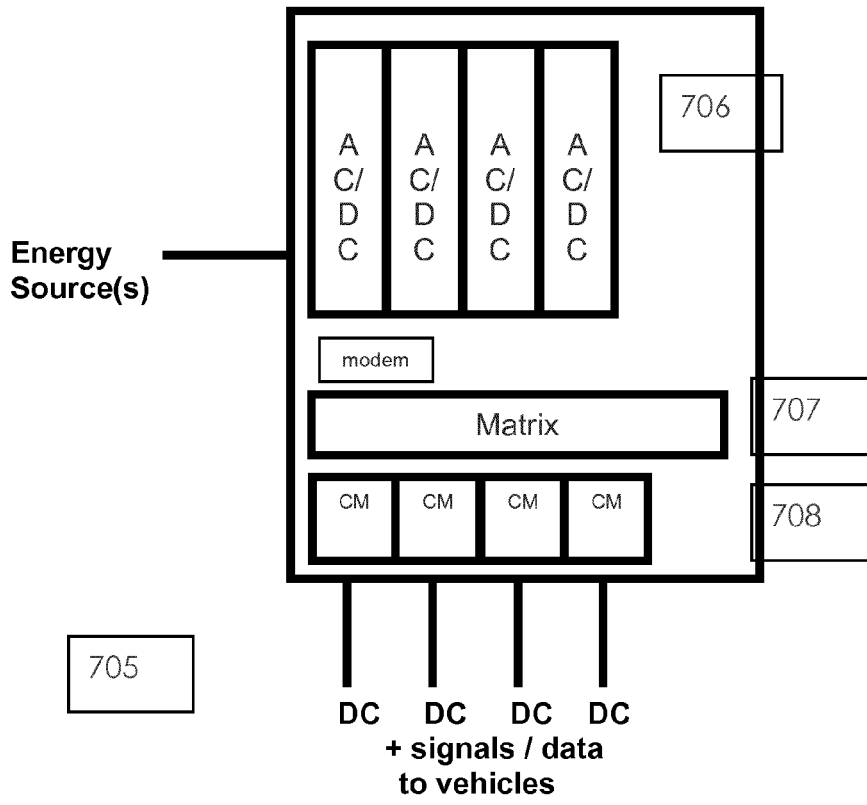 706
A A A A
C/ C/ C/ C/
D D D D
C C C C
Energy
Source(s)
modem
707
Matrix
CM CM CM CM
708
705
DC DC DC DC
+ signals / data
to vehicles